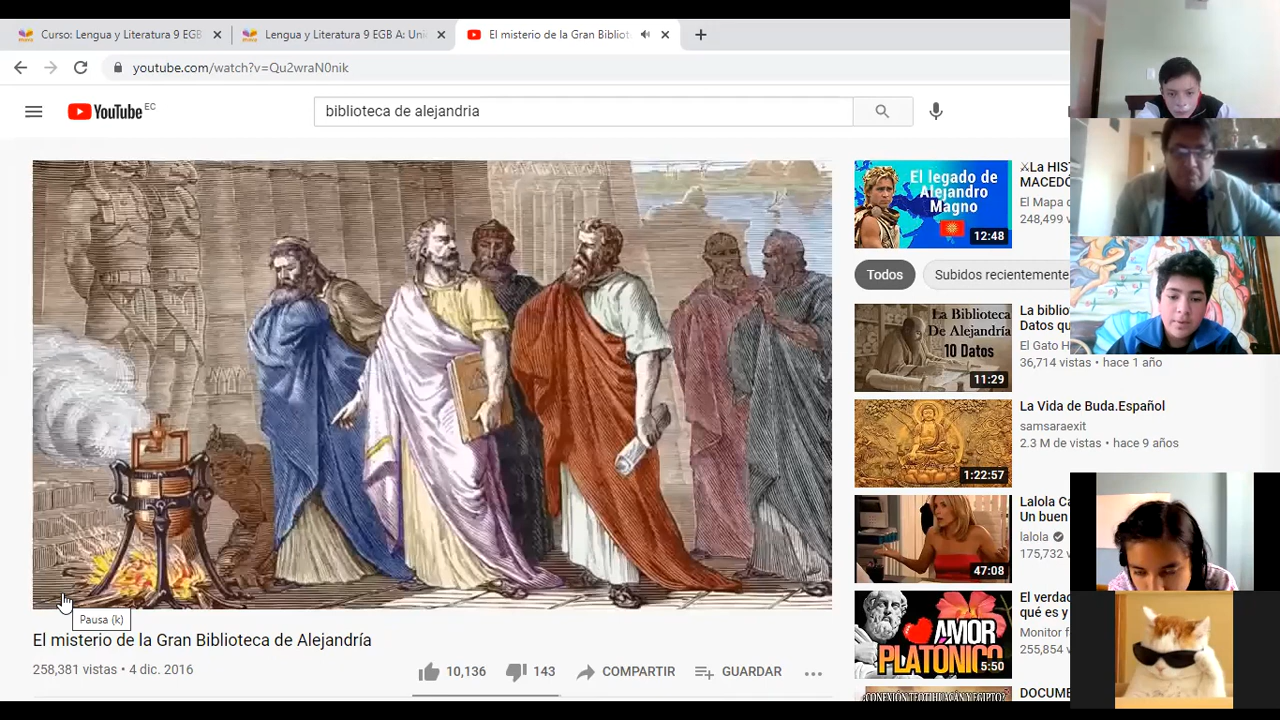 Curso: Lengua y Literatura 9 EGB
Lengua y Literatura 9 EGB A: Uni
El misterio de la Gran Bibliot
youtube.com/watch?v=Qu2wraN0nik
YouTube EC
biblioteca de alejandria
Pausa (k)
El misterio de la Gran Biblioteca de Alejandría
258,381 vistas • 4 dic. 2016
10,136
143
COMPARTIR
GUARDAR
El legado de
Alejandro
Magno
12:48
La HIS
MACEDÓ
El Mapa d
248,499 v
Todos
Subidos recientemente
La Biblioteca
De Alejandría
10 Datos
11:29
La biblio
Datos qu
El Gato H
36,714 vistas • hace 1 año
1:22:57
La Vida de Buda.Español
samsaraexit
2.3 M de vistas • hace 9 años
47:08
Lalola Ca
Un buen
lalola
175,732
AMOR
PLATÓNICO
5:50
El verdad
qué es y
Monitor f
255,854
¿CONEXIÓN TEOTIHUACÁN Y EGIPTO?
DOCUME